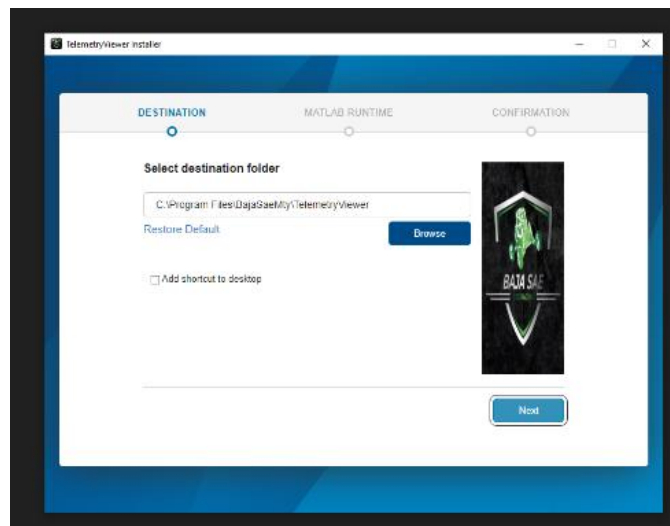 TelemetryViewer Installer
DESTINATION MATLAB RUNTIME CONFIRMATION
Select destination folder
C:\Program Files\BajaSaeMty\TelemetryViewer
Restore Default
Browse
Add shortcut to desktop
BAJA SAE
Next